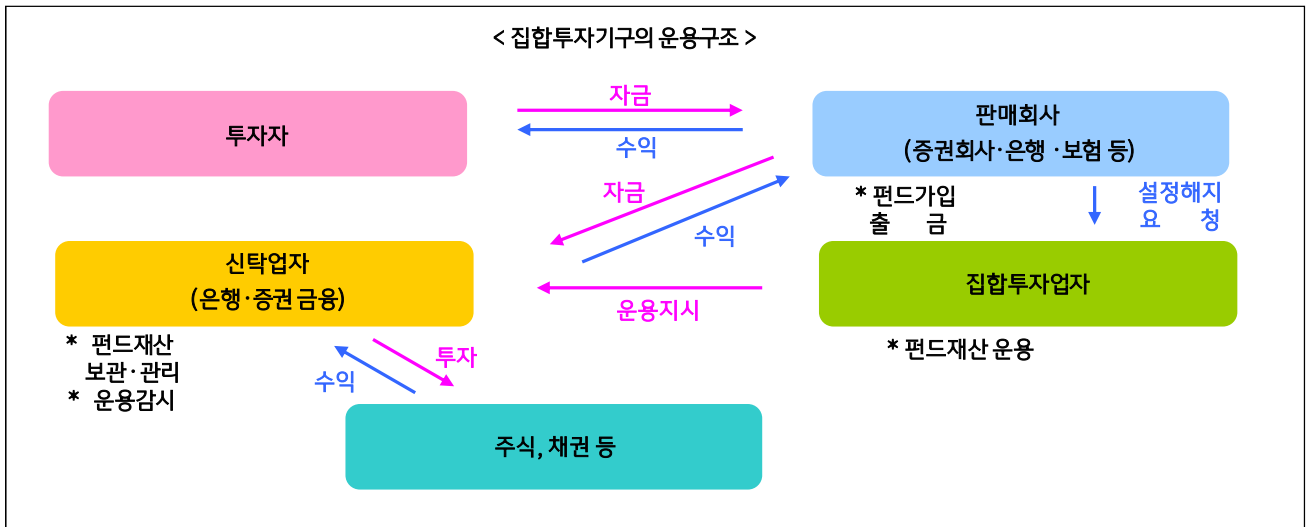 < 집합투자기구의 운용구조 >
자금
투자자
판매회사
(증권회사·은행 ·보험 등)
수익
자금
* 펀드가입
출 금
설정해지
요 청
수익
신탁업자
(은행·증권 금융)
집합투자업자
운용지시
* 펀드재산
보관·관리
* 운용감시
* 펀드재산 운용
투자
수익
주식, 채권 등